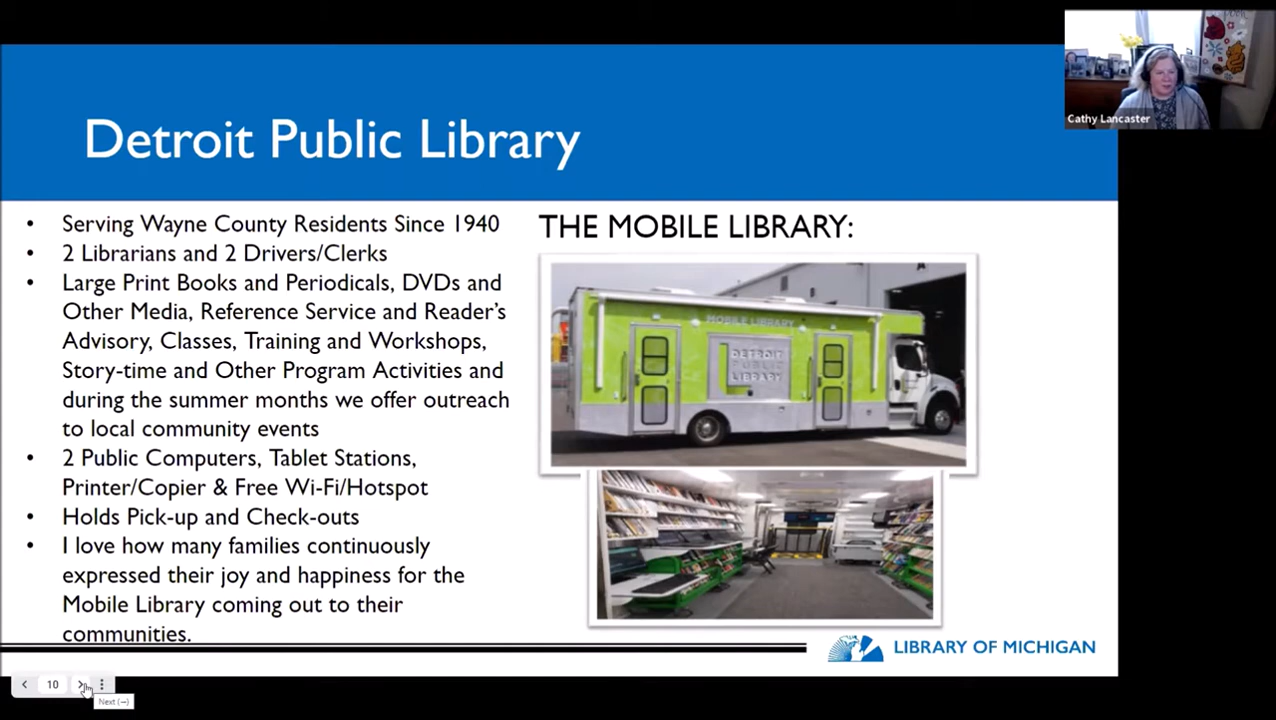 Cathy Lancaster
Detroit Public Library
• Serving Wayne County Residents Since 1940
• 2 Librarians and 2 Drivers/Clerks
• Large Print Books and Periodicals, DVDs and
Other Media, Reference Service and Reader’s
Advisory, Classes, Training and Workshops,
Story-time and Other Program Activities and
during the summer months we offer outreach
to local community events
• 2 Public Computers, Tablet Stations,
Printer/Copier & Free Wi-Fi/Hotspot
• Holds Pick-up and Check-outs
• I love how many families continuously
expressed their joy and happiness for the
Mobile Library coming out to their
communities.
THE MOBILE LIBRARY:
MOBILE LIBRARY
DETROIT
PUBLIC
LIBRARY
LIBRARY OF MICHIGAN
10
Next (→)